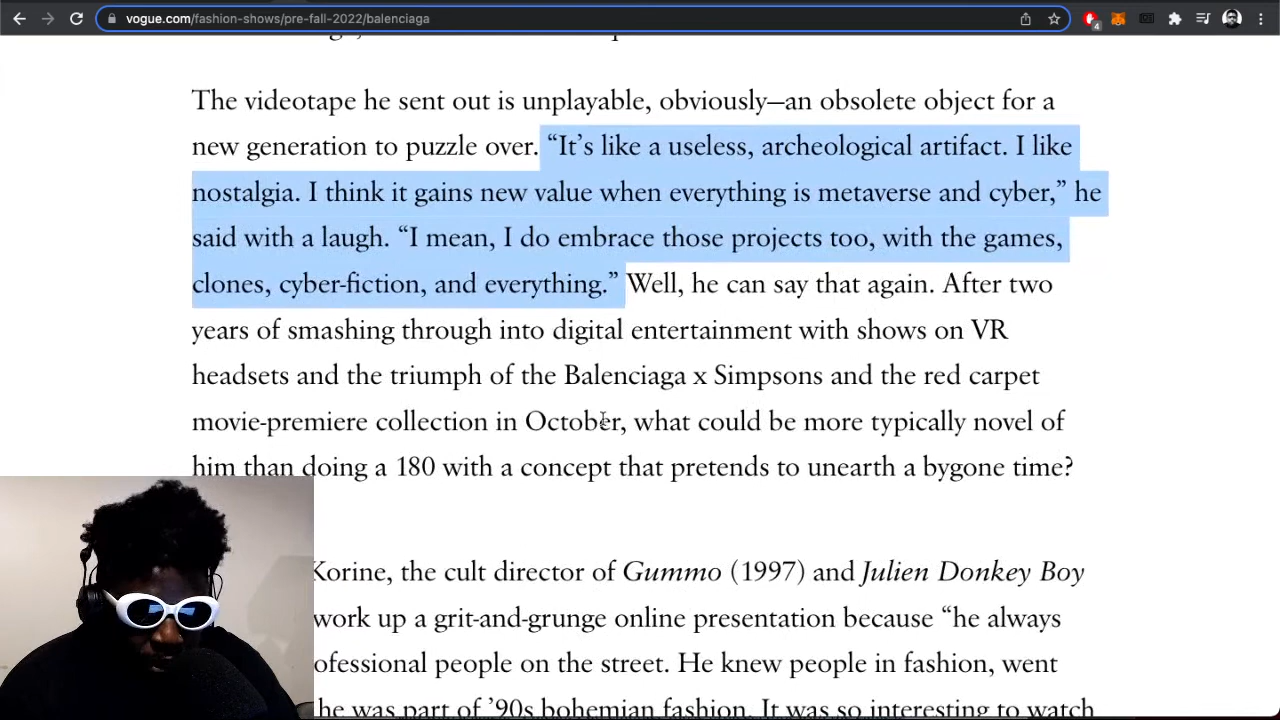 vogue.com/fashion-shows/pre-fall-2022/balenciaga
4
The videotape he sent out is unplayable, obviously—an obsolete object for a
new generation to puzzle over. “It’s like a useless, archeological artifact. I like
nostalgia. I think it gains new value when everything is metaverse and cyber,” he
said with a laugh. “I mean, I do embrace those projects too, with the games,
clones, cyber-fiction, and everything.” Well, he can say that again. After two
years of smashing through into digital entertainment with shows on VR
headsets and the triumph of the Balenciaga x Simpsons and the red carpet
movie-premiere collection in October, what could be more typically novel of
him than doing a 180 with a concept that pretends to unearth a bygone time?
Korine, the cult director of Gummo (1997) and Julien Donkey Boy
work up a grit-and-grunge online presentation because “he always
ofessional people on the street. He knew people in fashion, went
he was part of ’90s bohemian fashion. It was so interesting to watch